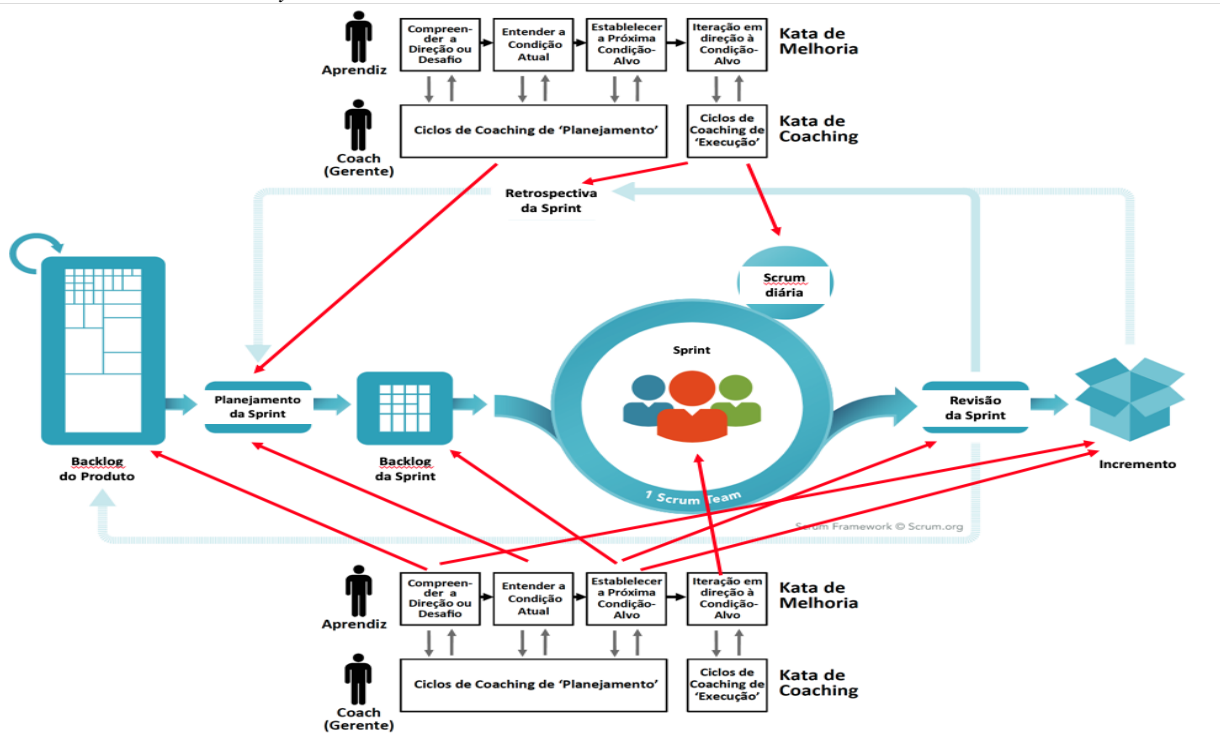 Compreen-
der a
Direção ou
Desafio
Entender a
Condição
Atual
Establecer
a Próxima
Condição-
Alvo
Iteração em
direção à
Condição-
Alvo
Kata de
Melhoria
Aprendiz
Ciclos de Coaching de 'Planejamento'
Ciclos de
Coaching de
'Execução'
Kata de
Coaching
Coach
(Gerente)
Retrospectiva
da Sprint
Scrum
diária
Sprint
Planejamento
da Sprint
Revisão
da Sprint
Backlog
do Produto
Backlog
da Sprint
Incremento
1 Scrum Team
Scrum Framework © Scrum.org
Compreen-
der a
Direção ou
Desafio
Entender a
Condição
Atual
Establecer
a Próxima
Condição-
Alvo
Iteração em
direção à
Condição-
Alvo
Kata de
Melhoria
Aprendiz
Ciclos de Coaching de 'Planejamento'
Ciclos de
Coaching de
'Execução'
Kata de
Coaching
Coach
(Gerente)